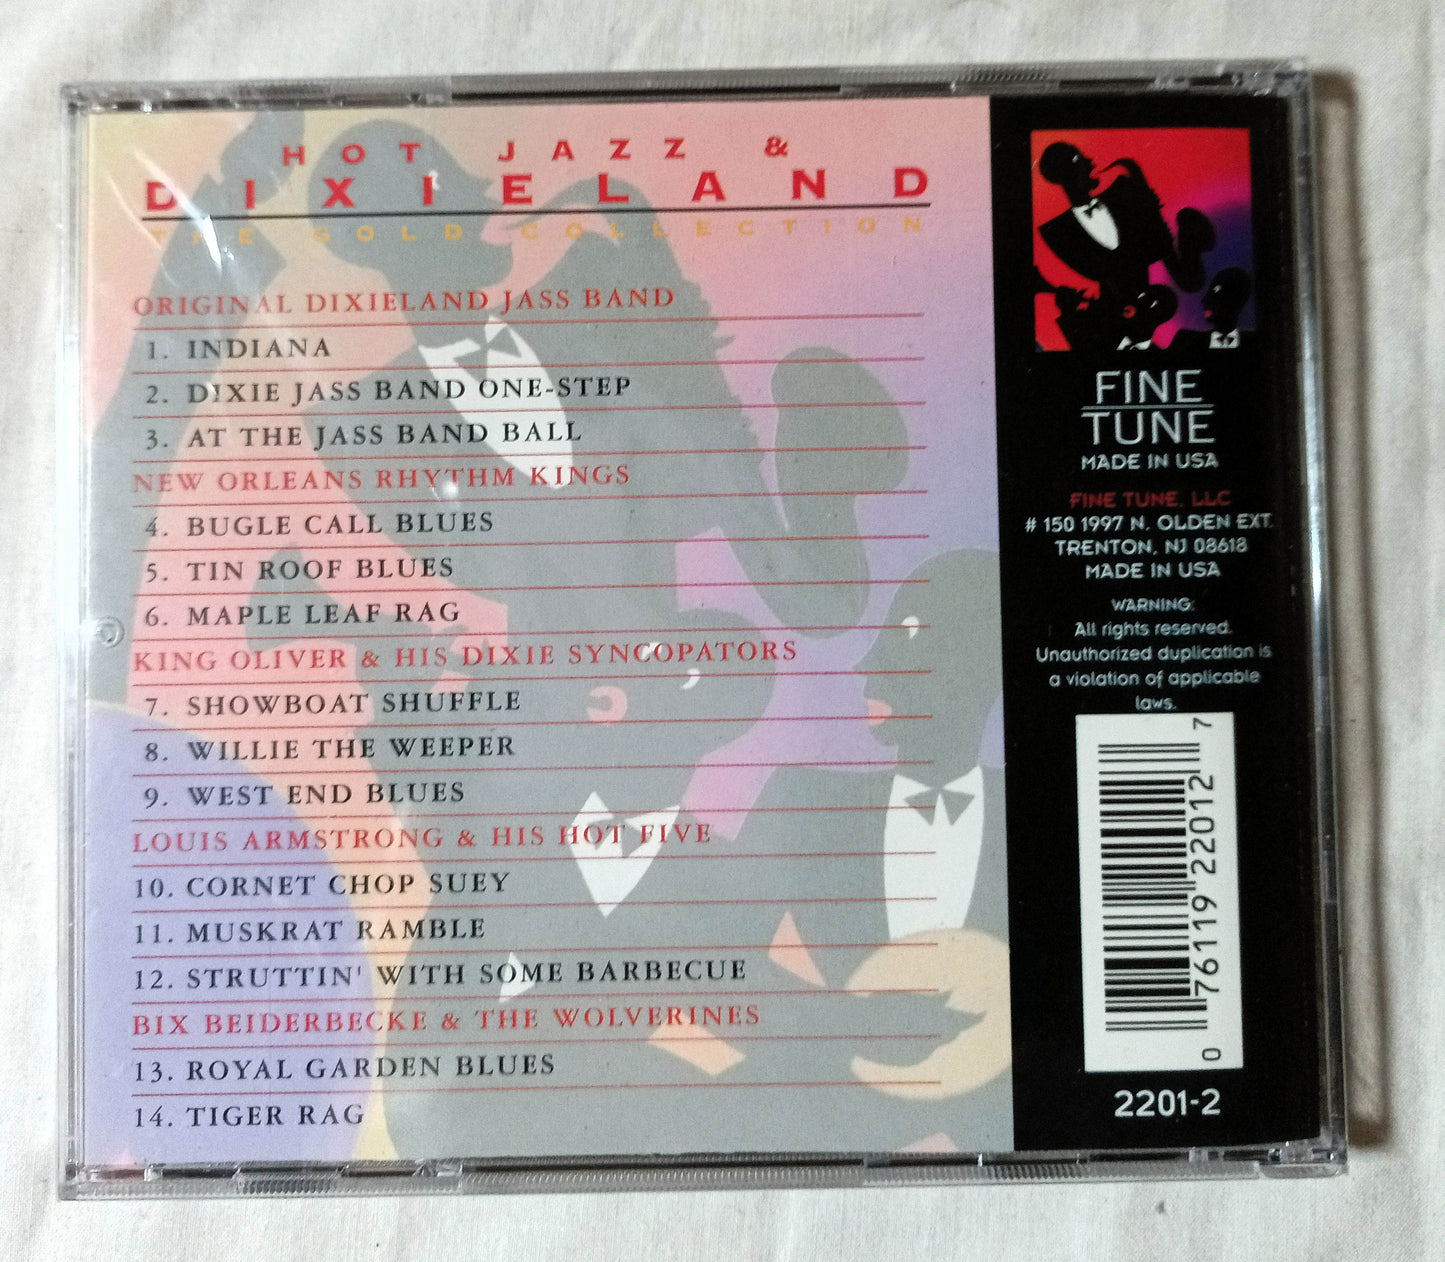 HOT JAZZ &
DIXIELAND
THE GOLD COLLECTION
ORIGINAL DIXIELAND JASS BAND
1. INDIANA
2. DIXIE JASS BAND ONE-STEP
3. AT THE JASS BAND BALL
NEW ORLEANS RHYTHM KINGS
4. BUGLE CALL BLUES
5. TIN ROOF BLUES
6. MAPLE LEAF RAG
KING OLIVER & HIS DIXIE SYNCOPATORS
7. SHOWBOAT SHUFFLE
8. WILLIE THE WEEPER
9. WEST END BLUES
LOUIS ARMSTRONG & HIS HOT FIVE
10. CORNET CHOP SUEY
11. MUSKRAT RAMBLE
12. STRUTTIN' WITH SOME BARBECUE
BIX BEIDERBECKE & THE WOLVERINES
13. ROYAL GARDEN BLUES
14. TIGER RAG
FINE
TUNE
MADE IN USA
FINE TUNE, LLC
# 150 1997 N. OLDEN EXT.
TRENTON, NJ 08618
MADE IN USA
WARNING:
All rights reserved.
Unauthorized duplication is
a violation of applicable
laws.
0 76119 22012 7
2201-2